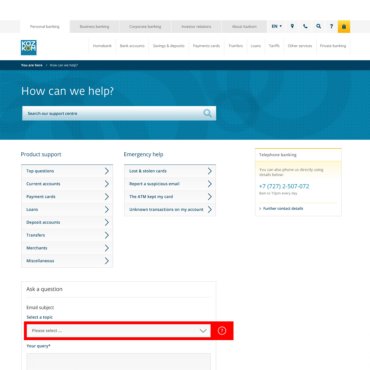 Personal banking
Business banking
Corporate banking
Investor relations
About Kazkom
EN
KAZ
KOM
Homebank
Bank accounts
Savings & deposits
Payments cards
Transfers
Loans
Tariffs
Other services
Private banking
You are here > How can we help?
How can we help?
Search our support centre
Product support
Top questions
Current accounts
Payment cards
Loans
Deposit accounts
Transfers
Merchants
Miscellaneous
Emergency help
Lost & stolen cards
Report a suspicious email
The ATM kept my card
Unknown transactions on my account
Telephone banking
You can also phone us directly using
details below:
+7 (727) 2-507-072
8am to 10pm every day
> Further contact details
Ask a question
Email subject
Select a topic
Please select ...
Your query*